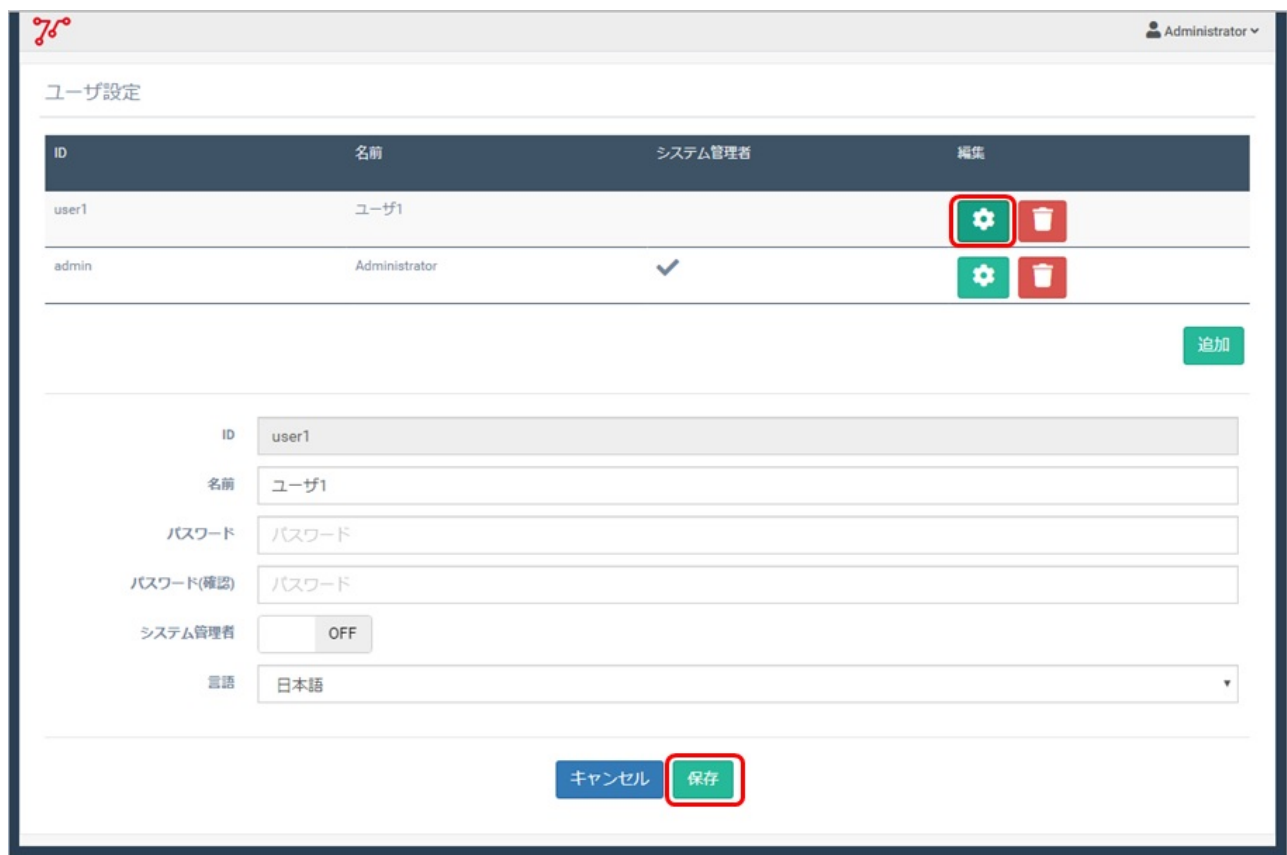 Administrator
ユーザ設定
ID 名前 システム管理者 編集
user1 ユーザ1
admin Administrator
追加
ID user1
名前 ユーザ1
パスワード パスワード
パスワード(確認) パスワード
システム管理者 OFF
言語 日本語
キャンセル 保存